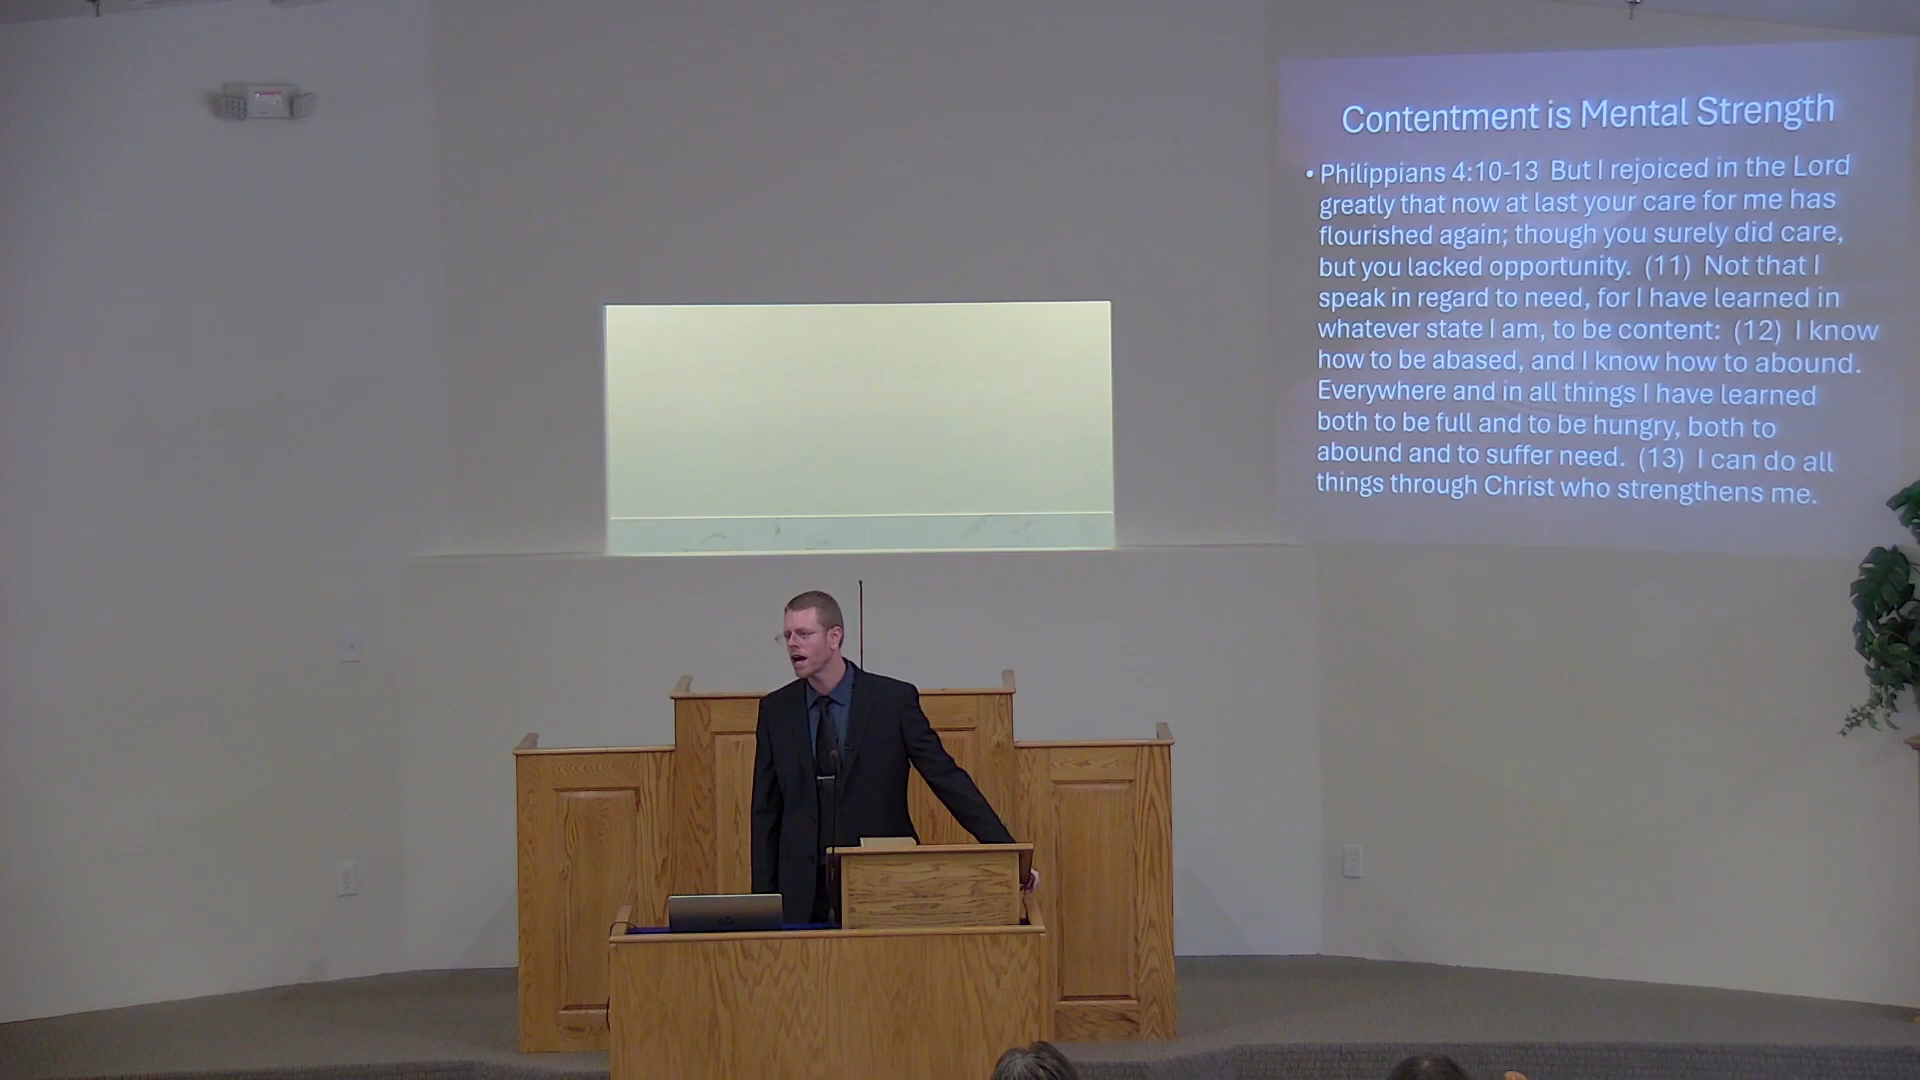 Contentment is Mental Strength
• Philippians 4:10-13 But I rejoiced in the Lord
greatly that now at last your care for me has
flourished again; though you surely did care,
but you lacked opportunity. (11) Not that I
speak in regard to need, for I have learned in
whatever state I am, to be content: (12) I know
how to be abased, and I know how to abound.
Everywhere and in all things I have learned
both to be full and to be hungry, both to
abound and to suffer need. (13) I can do all
things through Christ who strengthens me.